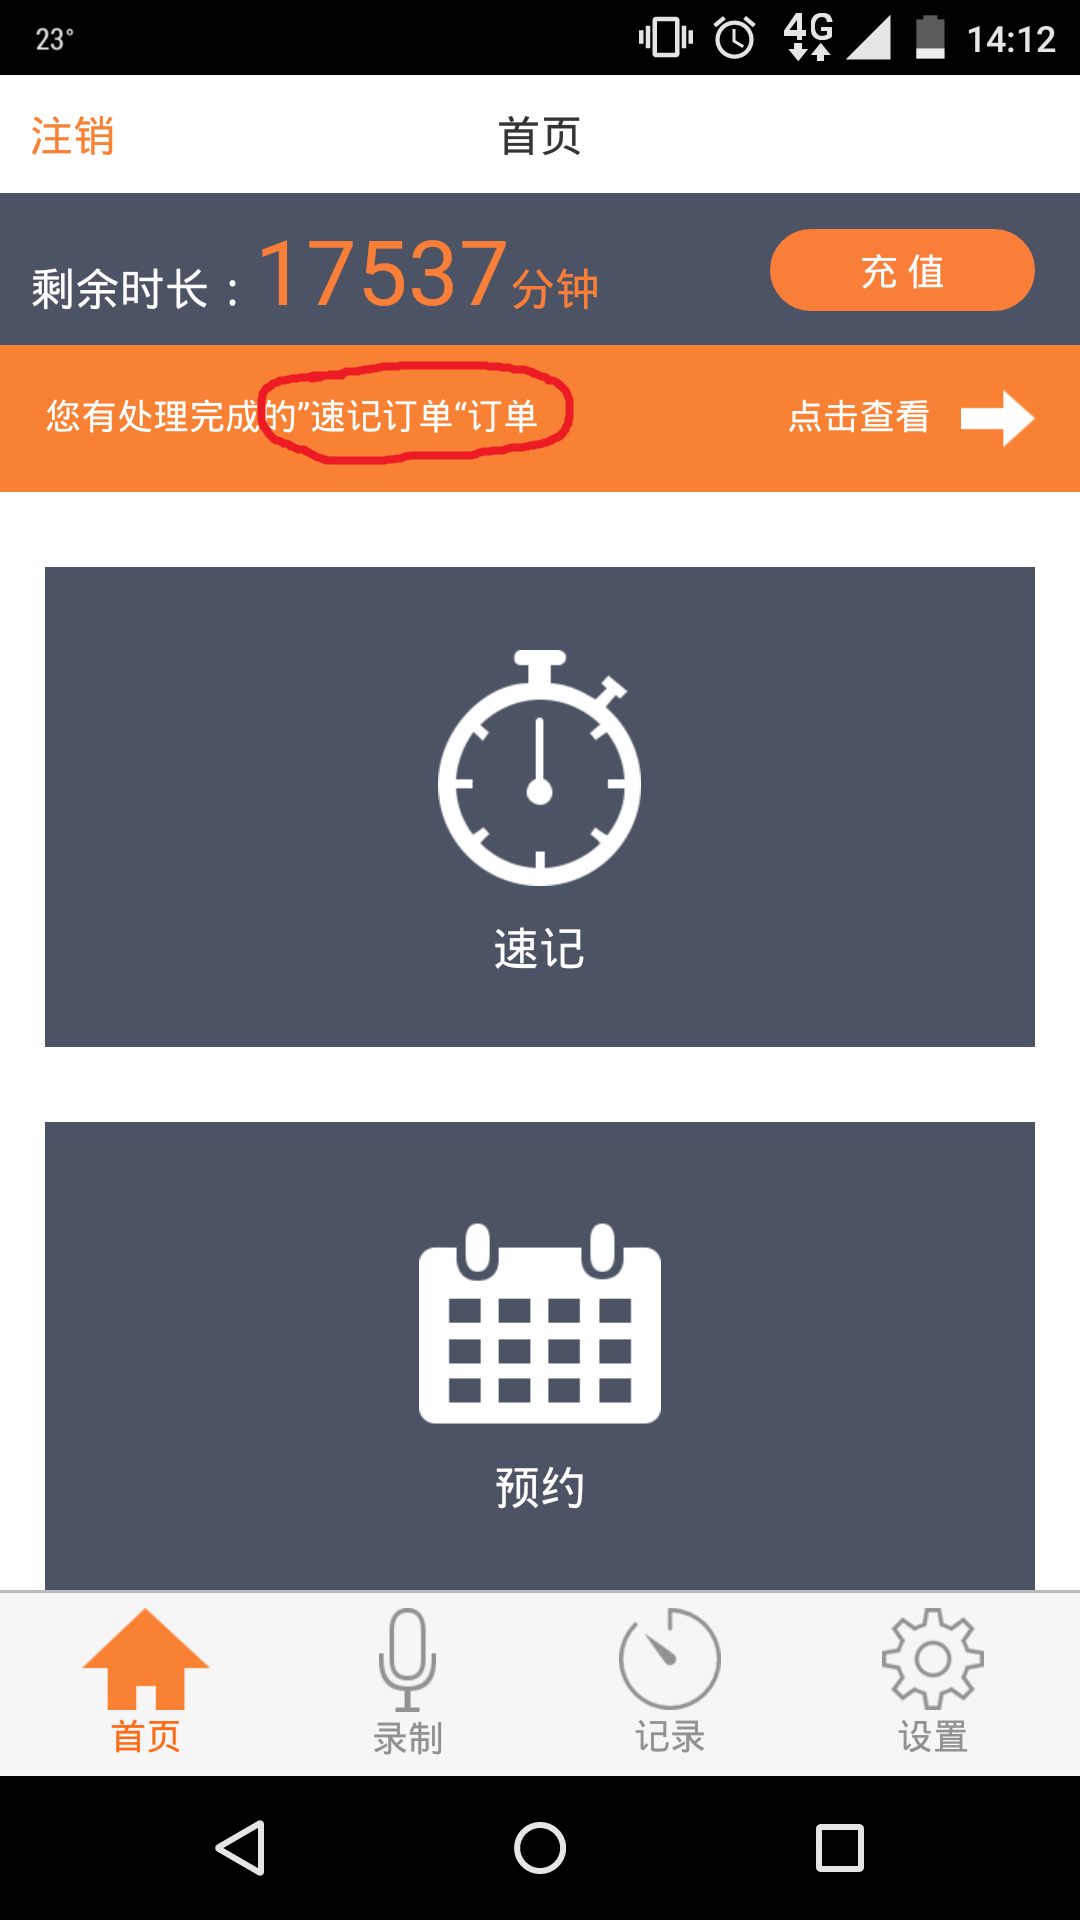 23°
4G
14:12
注销
首页
剩余时长：17537分钟
充 值
您有处理完成的”速记订单“订单
点击查看
速记
预约
首页
录制
记录
设置